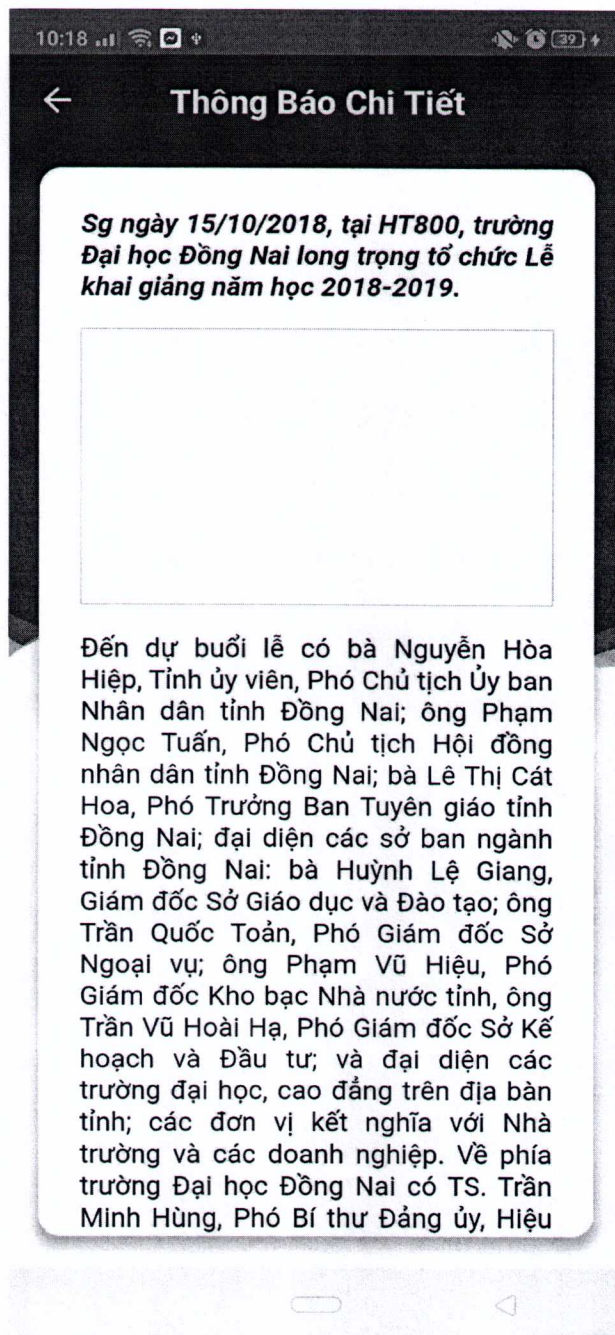 10:18
39
Thông Báo Chi Tiết
Sg ngày 15/10/2018, tại HT800, trường
Đại học Đồng Nai long trọng tổ chức Lễ
khai giảng năm học 2018-2019.
Đến dự buổi lễ có bà Nguyễn Hòa
Hiệp, Tỉnh ủy viên, Phó Chủ tịch Ủy ban
Nhân dân tỉnh Đồng Nai; ông Phạm
Ngọc Tuấn, Phó Chủ tịch Hội đồng
nhân dân tỉnh Đồng Nai; bà Lê Thị Cát
Hoa, Phó Trưởng Ban Tuyên giáo tỉnh
Đồng Nai; đại diện các sở ban ngành
tỉnh Đồng Nai: bà Huỳnh Lệ Giang,
Giám đốc Sở Giáo dục và Đào tạo; ông
Trần Quốc Toản, Phó Giám đốc Sở
Ngoại vụ; ông Phạm Vũ Hiệu, Phó
Giám đốc Kho bạc Nhà nước tỉnh, ông
Trần Vũ Hoài Hạ, Phó Giám đốc Sở Kế
hoạch và Đầu tư; và đại diện các
trường đại học, cao đẳng trên địa bàn
tỉnh; các đơn vị kết nghĩa với Nhà
trường và các doanh nghiệp. Về phía
trường Đại học Đồng Nai có TS. Trần
Minh Hùng, Phó Bí thư Đảng ủy, Hiệu